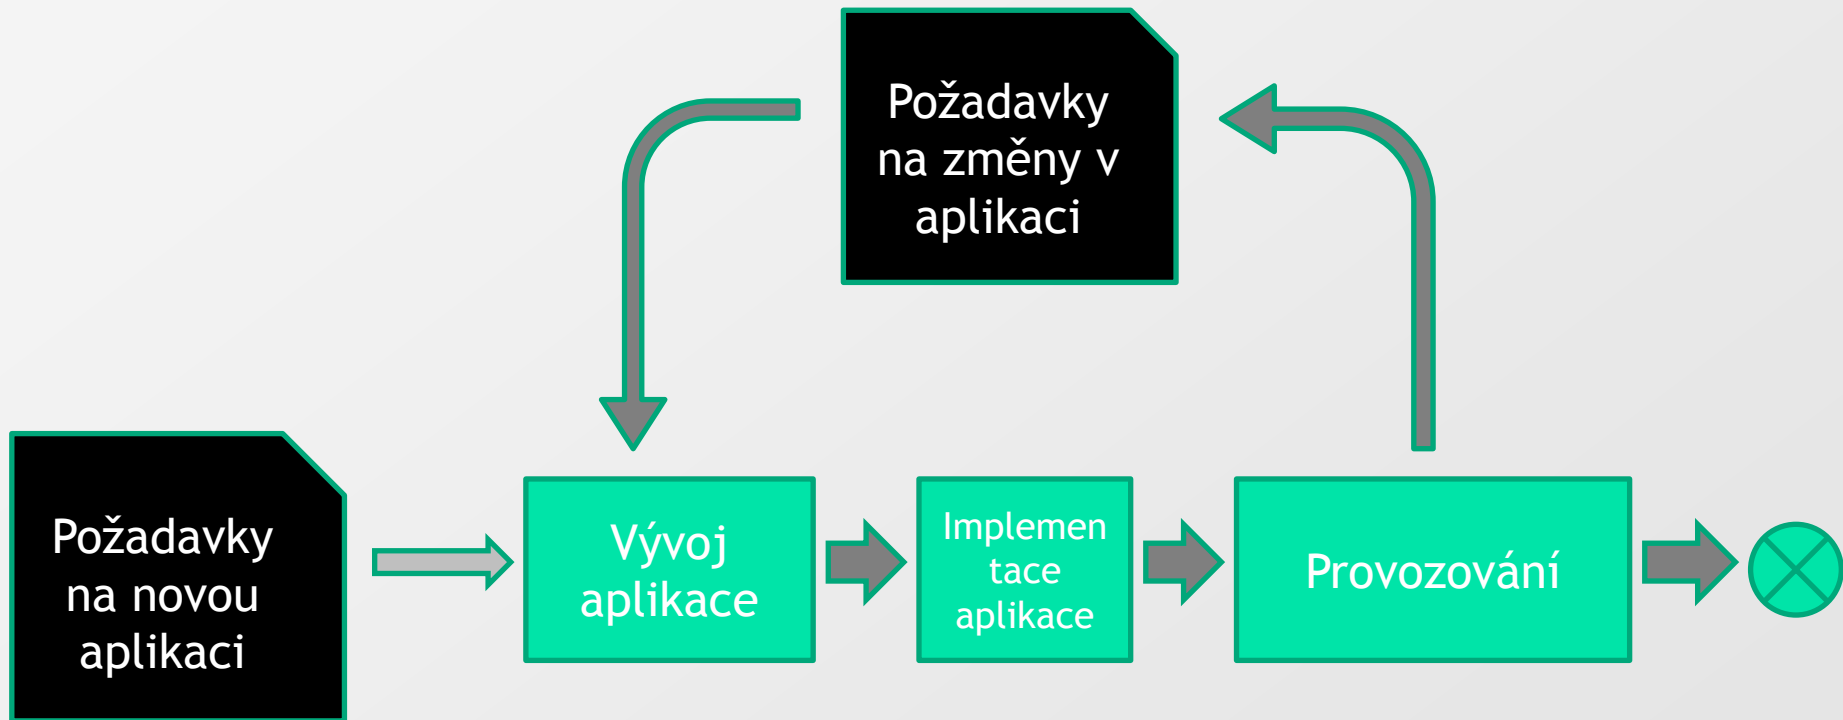 Požadavky
na změny v
aplikaci
Požadavky
na novou
aplikaci
Vývoj
aplikace
Implemen
tace
aplikace
Provozování